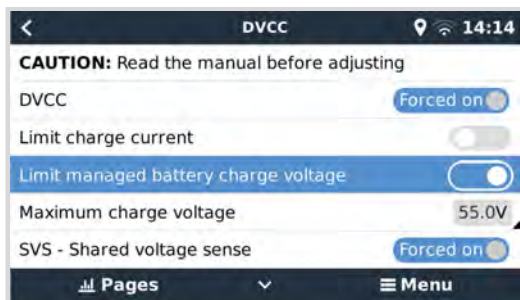 DVCC 14:14
CAUTION: Read the manual before adjusting
DVCC Forced on
Limit charge current
Limit managed battery charge voltage
Maximum charge voltage 55.0V
SVS - Shared voltage sense Forced on
Pages Menu